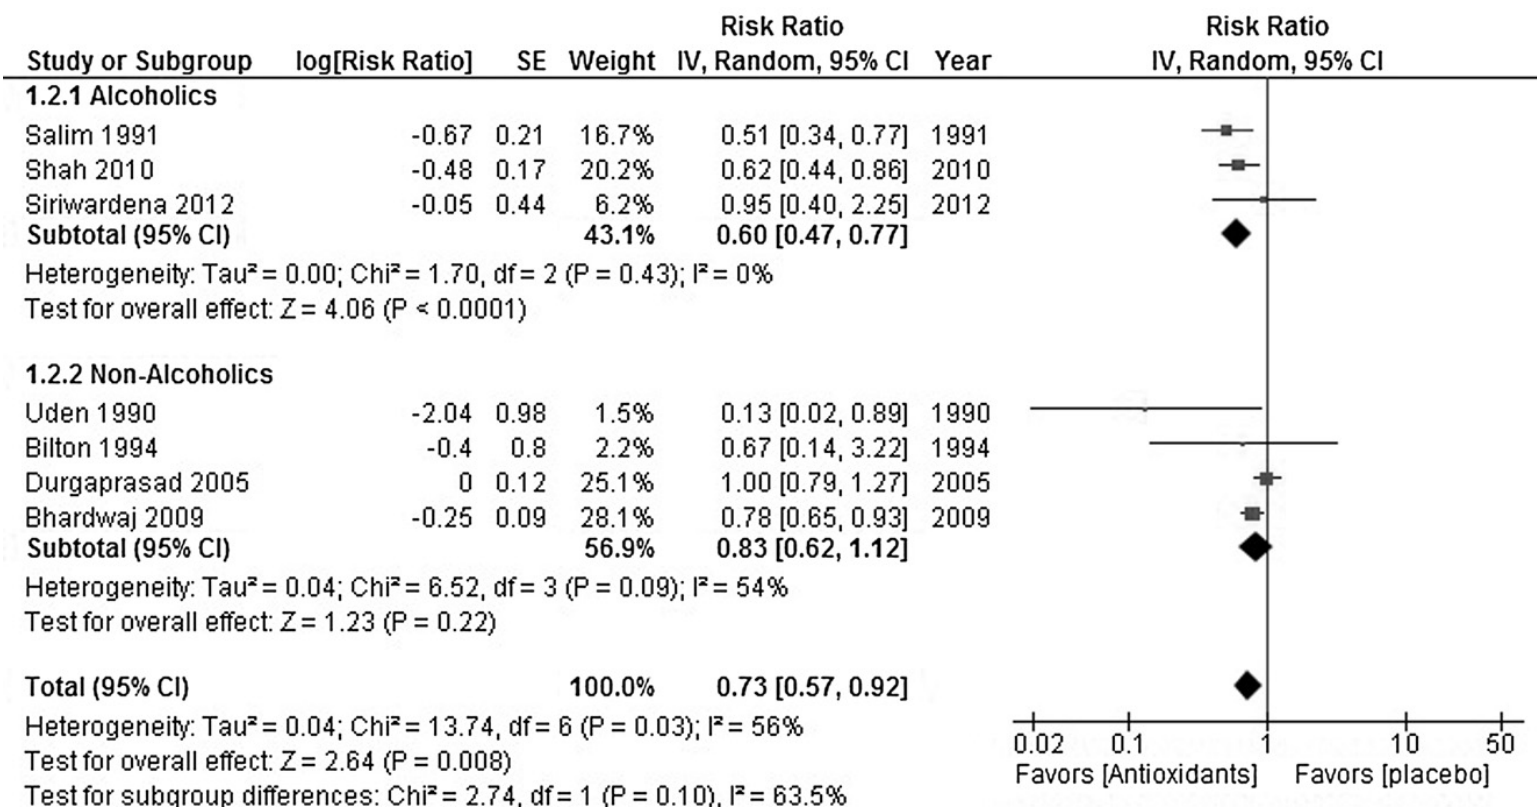 Risk Ratio Risk Ratio
Study or Subgroup log[Risk Ratio] SE Weight IV, Random, 95% CI Year IV, Random, 95% CI
1.2.1 Alcoholics
Salim 1991 -0.67 0.21 16.7% 0.51 [0.34, 0.77] 1991
Shah 2010 -0.48 0.17 20.2% 0.62 [0.44, 0.86] 2010
Siriwardena 2012 -0.05 0.44 6.2% 0.95 [0.40, 2.25] 2012
Subtotal (95% CI) 43.1% 0.60 [0.47, 0.77]
Heterogeneity: Tau² = 0.00; Chi² = 1.70, df = 2 (P = 0.43); I² = 0%
Test for overall effect: Z = 4.06 (P < 0.0001)
1.2.2 Non-Alcoholics
Uden 1990 -2.04 0.98 1.5% 0.13 [0.02, 0.89] 1990
Bilton 1994 -0.4 0.8 2.2% 0.67 [0.14, 3.22] 1994
Durgaprasad 2005 0 0.12 25.1% 1.00 [0.79, 1.27] 2005
Bhardwaj 2009 -0.25 0.09 28.1% 0.78 [0.65, 0.93] 2009
Subtotal (95% CI) 56.9% 0.83 [0.62, 1.12]
Heterogeneity: Tau² = 0.04; Chi² = 6.52, df = 3 (P = 0.09); I² = 54%
Test for overall effect: Z = 1.23 (P = 0.22)
Total (95% CI) 100.0% 0.73 [0.57, 0.92]
Heterogeneity: Tau² = 0.04; Chi² = 13.74, df = 6 (P = 0.03); I² = 56%
Test for overall effect: Z = 2.64 (P = 0.008)
Test for subgroup differences: Chi² = 2.74, df = 1 (P = 0.10), I² = 63.5%
0.02 0.1 1 10 50
Favors [Antioxidants] Favors [placebo]